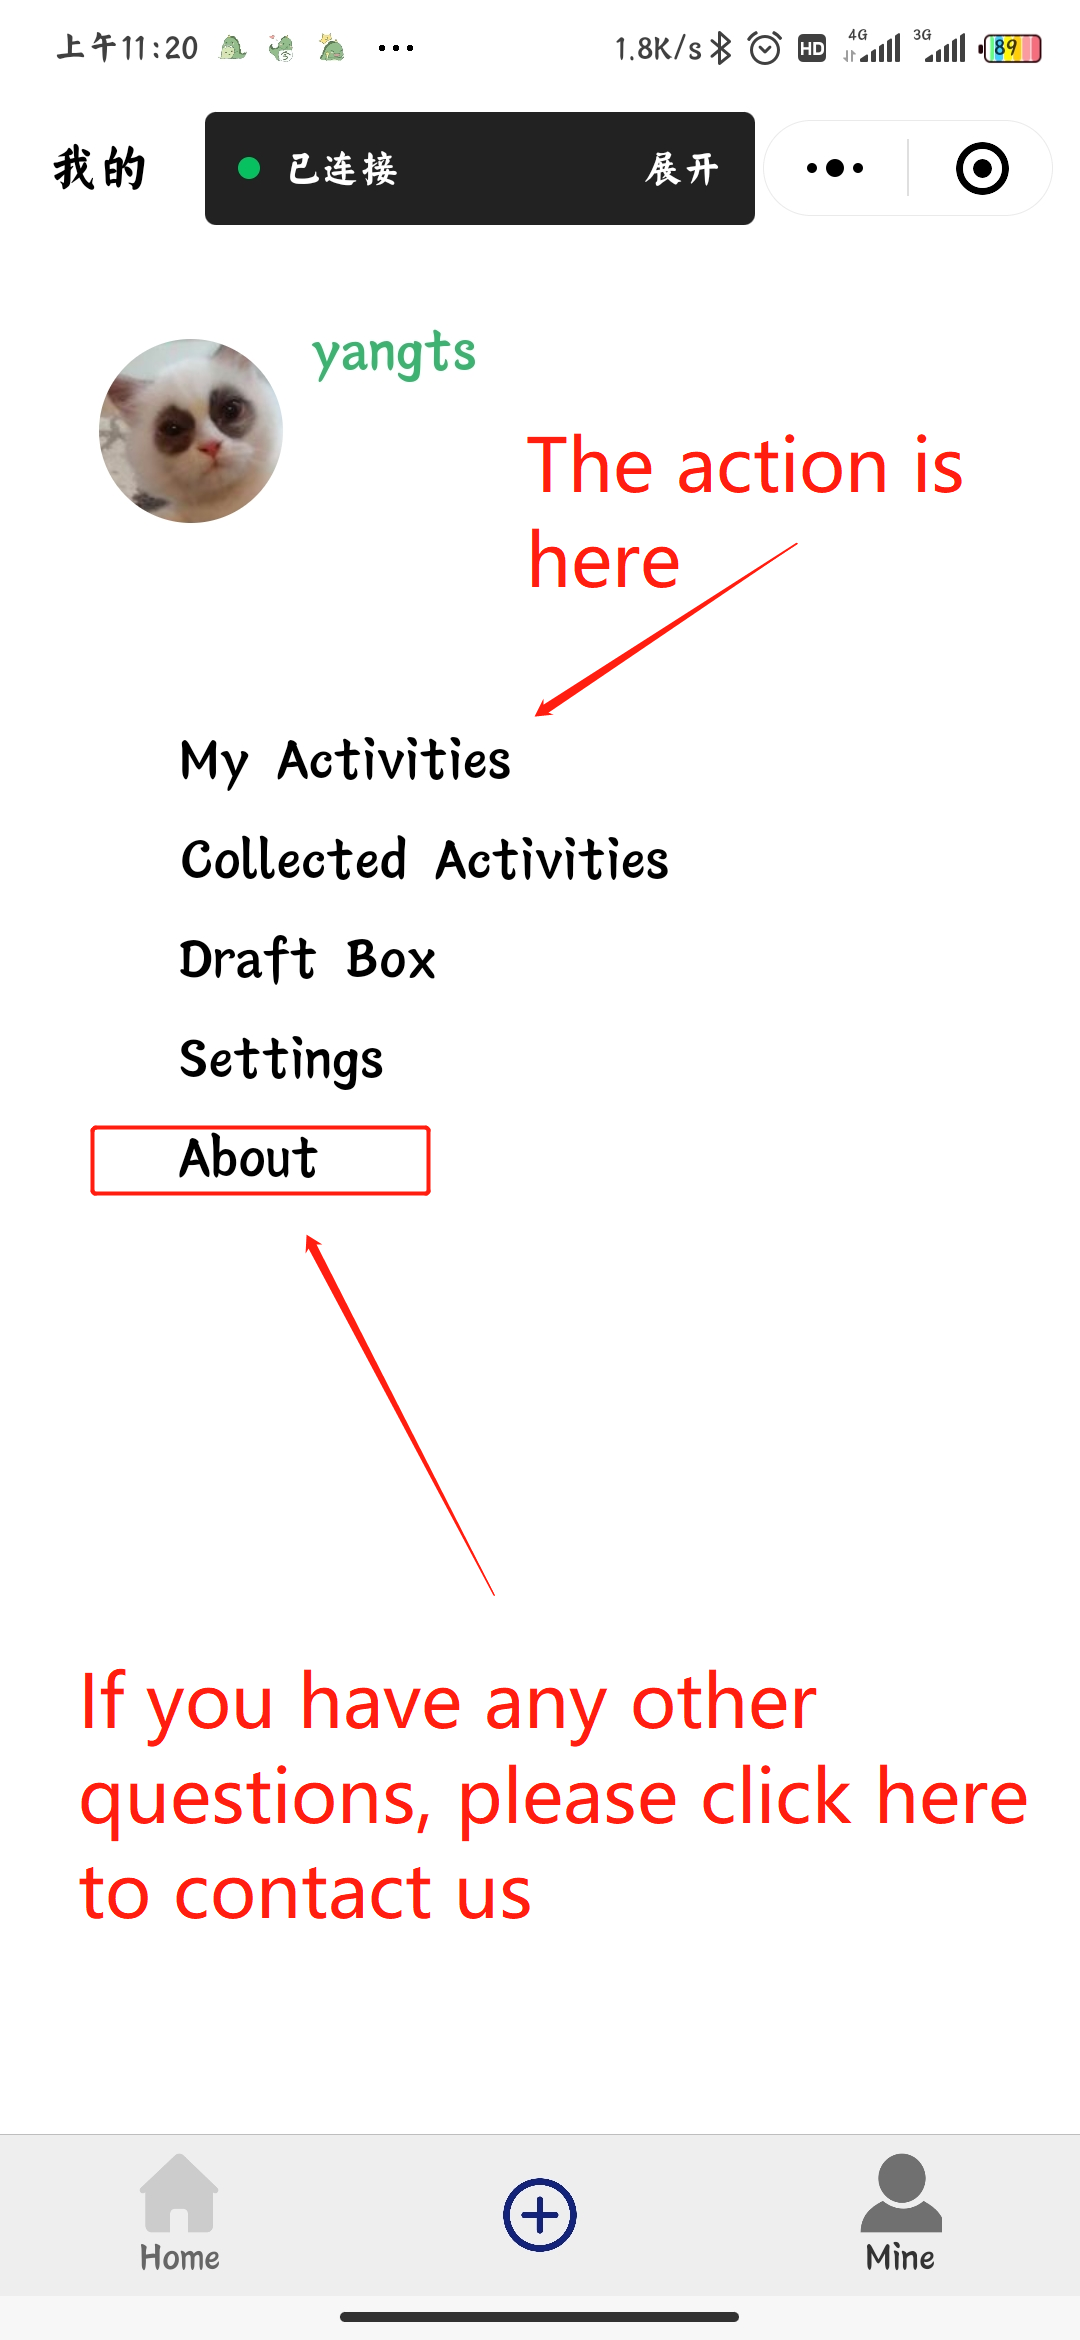 上午11:20 ... 1.8K/s HD 4G 3G 89
我的 已连接 展开
yangts
The action is
here
My Activities
Collected Activities
Draft Box
Settings
About
If you have any other
questions, please click here
to contact us
Home Mine